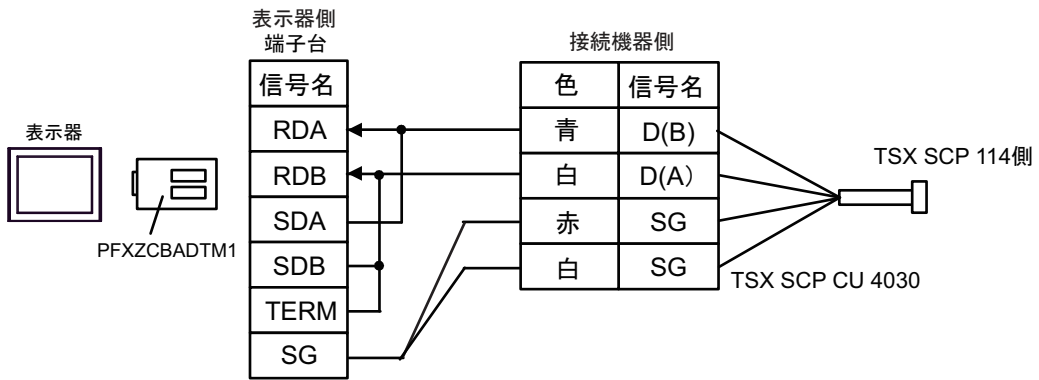 表示器側
端子台
接続機器側
信号名
色
信号名
RDA
青
D(B)
表示器
TSX SCP 114側
RDB
白
D(A)
SDA
赤
SG
PFXZCBADTM1
SDB
白
SG
TSX SCP CU 4030
TERM
SG